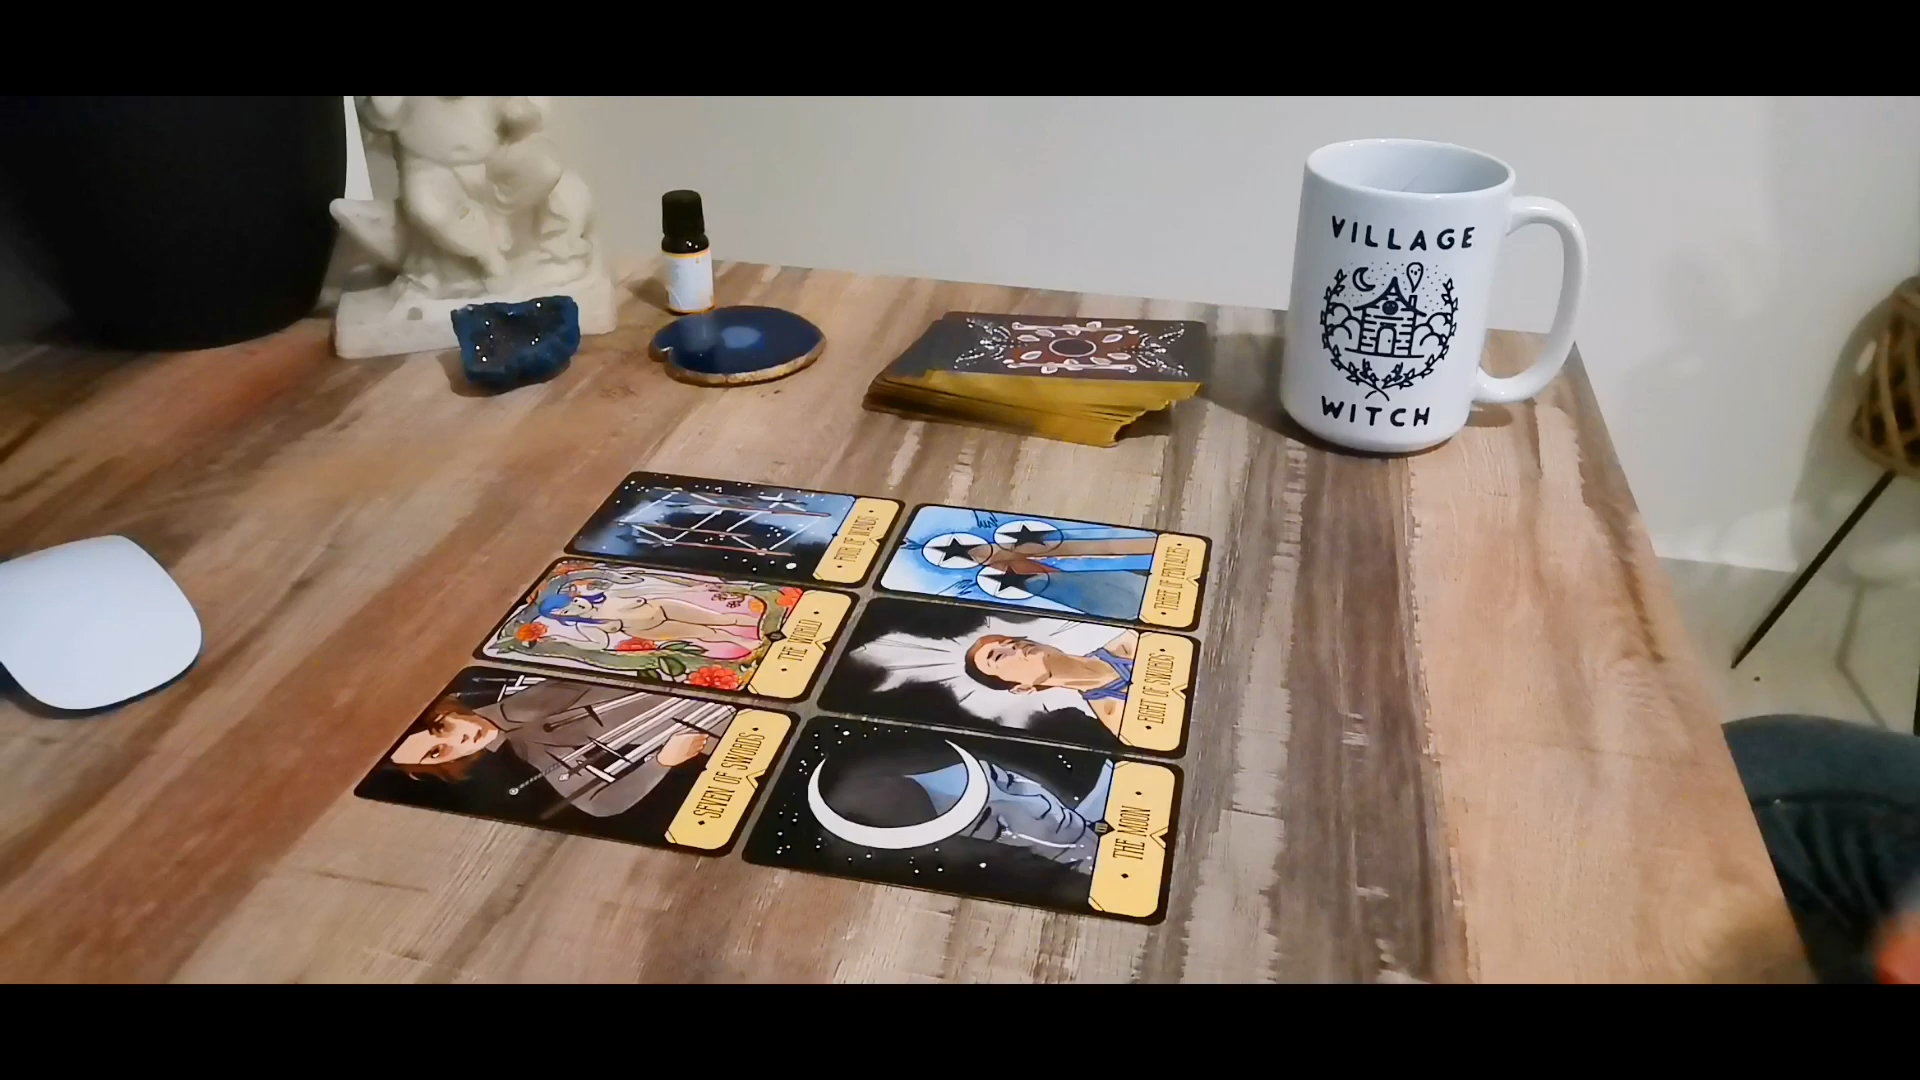 VILLAGE
WITCH
FOUR OF WANDS
THREE OF PENTACLES
THE WORLD
EIGHT OF SWORDS
SEVEN OF SWORDS
THE MOON